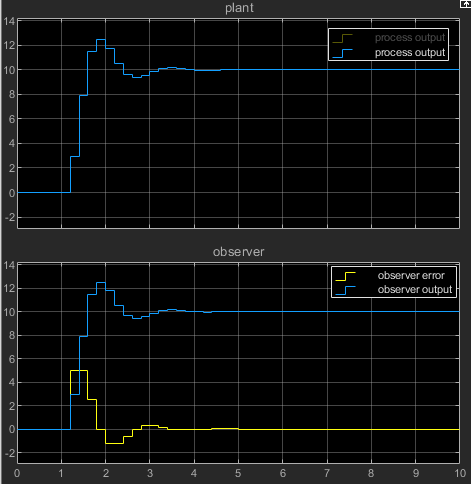 plant
14
12
10
8
6
4
2
0
-2
process output
process output
observer
14
12
10
8
6
4
2
0
-2
observer error
observer output
0 1 2 3 4 5 6 7 8 9 10